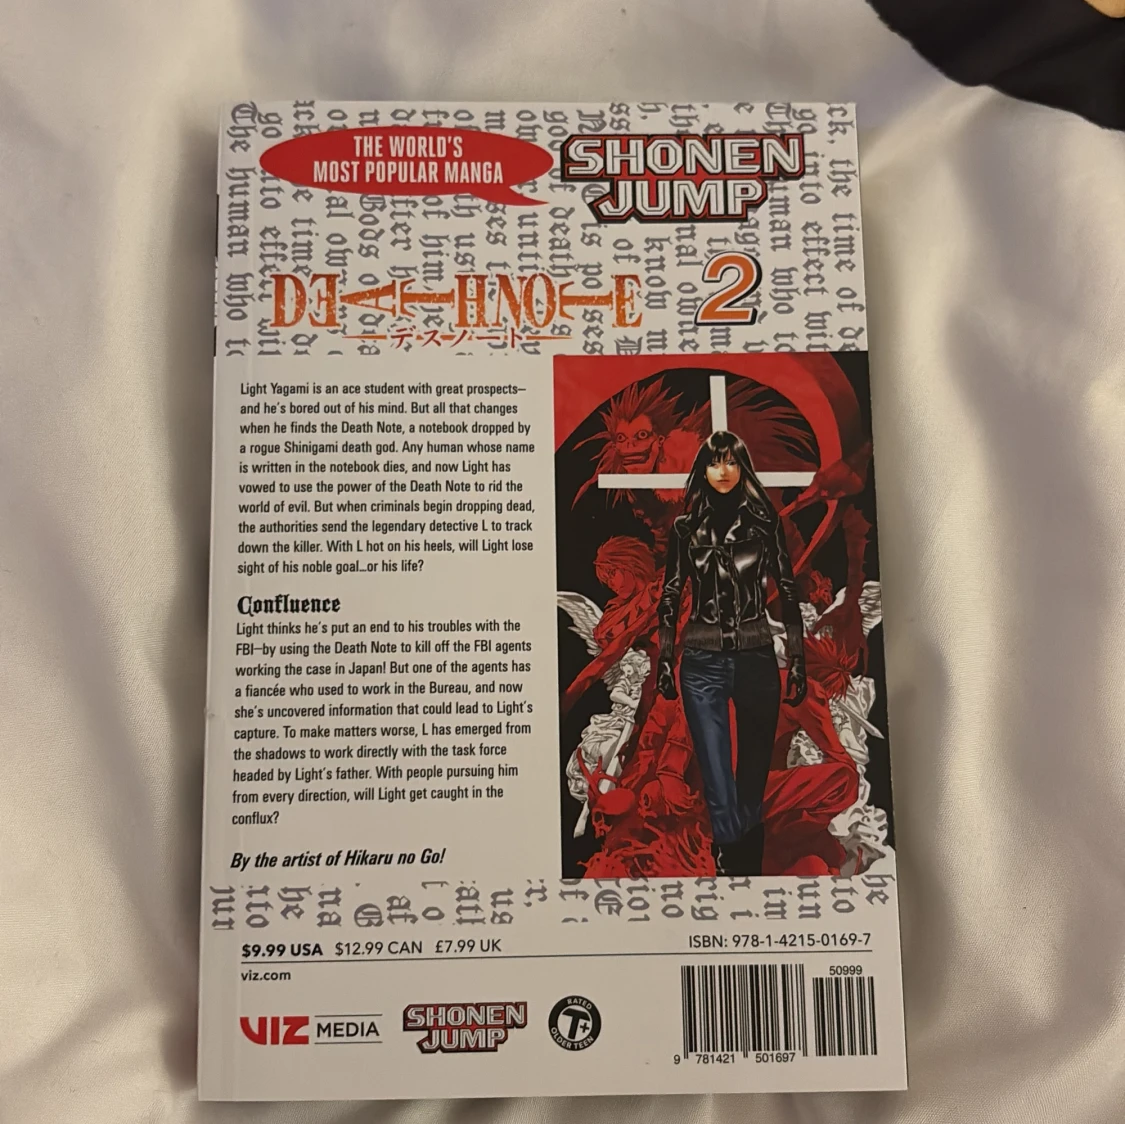 THE WORLD'S
MOST POPULAR MANGA
SHONEN
JUMP
DEATH NOTE
デスノート
2
Light Yagami is an ace student with great prospects—
and he's bored out of his mind. But all that changes
when he finds the Death Note, a notebook dropped by
a rogue Shinigami death god. Any human whose name
is written in the notebook dies, and now Light has
vowed to use the power of the Death Note to rid the
world of evil. But when criminals begin dropping dead,
the authorities send the legendary detective L to track
down the killer. With L hot on his heels, will Light lose
sight of his noble goal...or his life?
Confluence
Light thinks he's put an end to his troubles with the
FBI—by using the Death Note to kill off the FBI agents
working the case in Japan! But one of the agents has
a fiancée who used to work in the Bureau, and now
she's uncovered information that could lead to Light's
capture. To make matters worse, L has emerged from
the shadows to work directly with the task force
headed by Light's father. With people pursuing him
from every direction, will Light get caught in the
conflux?
By the artist of Hikaru no Go!
$9.99 USA $12.99 CAN £7.99 UK
ISBN: 978-1-4215-0169-7
viz.com
50999
VIZ MEDIA
SHONEN
JUMP
RATED
T+
OLDER TEEN
9 781421 501697